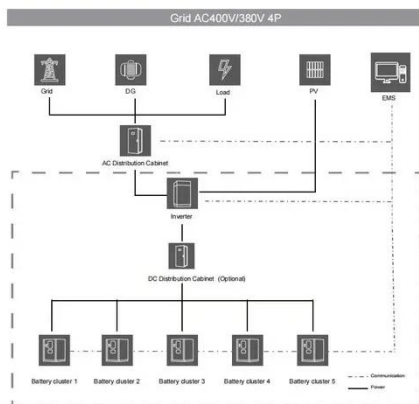 Grid AC400V/380V 4P
Grid
DG
Load
PV
EMS
AC Distribution Cabinet
Inverter
DC Distribution Cabinet (Optional)
Battery cluster 1
Battery cluster 2
Battery cluster 3
Battery cluster 4
Battery cluster 5
Communication
Power